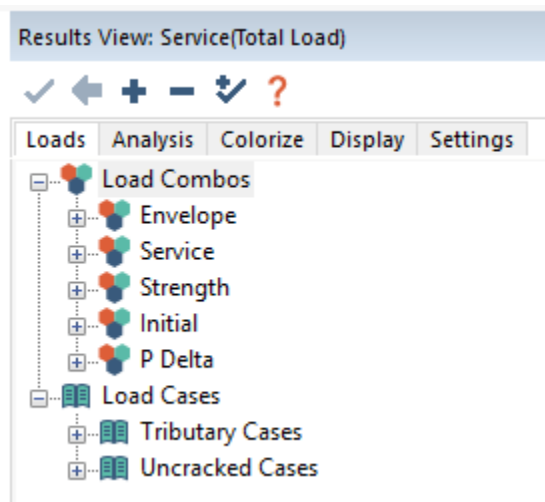 Results View: Service(Total Load)
?
Loads Analysis Colorize Display Settings
Load Combos
Envelope
Service
Strength
Initial
P Delta
Load Cases
Tributary Cases
Uncracked Cases